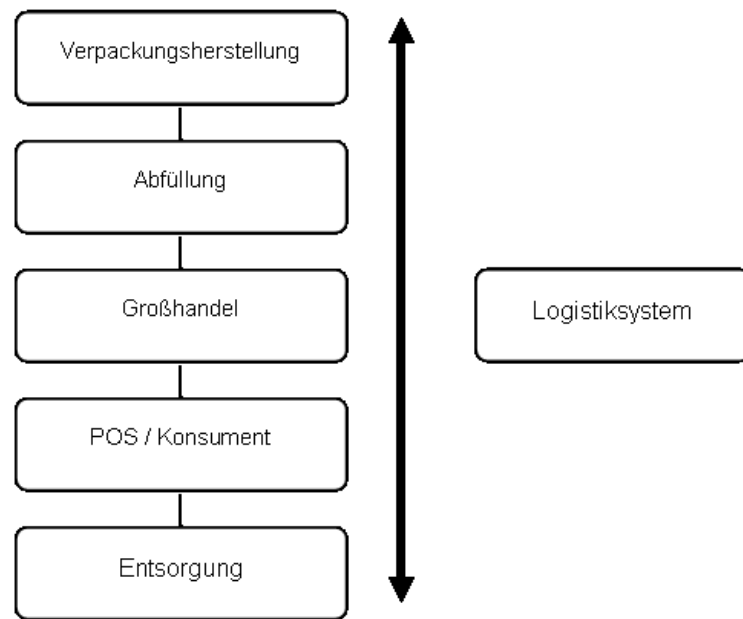 Verpackungsherstellung
Abfüllung
Großhandel
Logistiksystem
POS / Konsument
Entsorgung